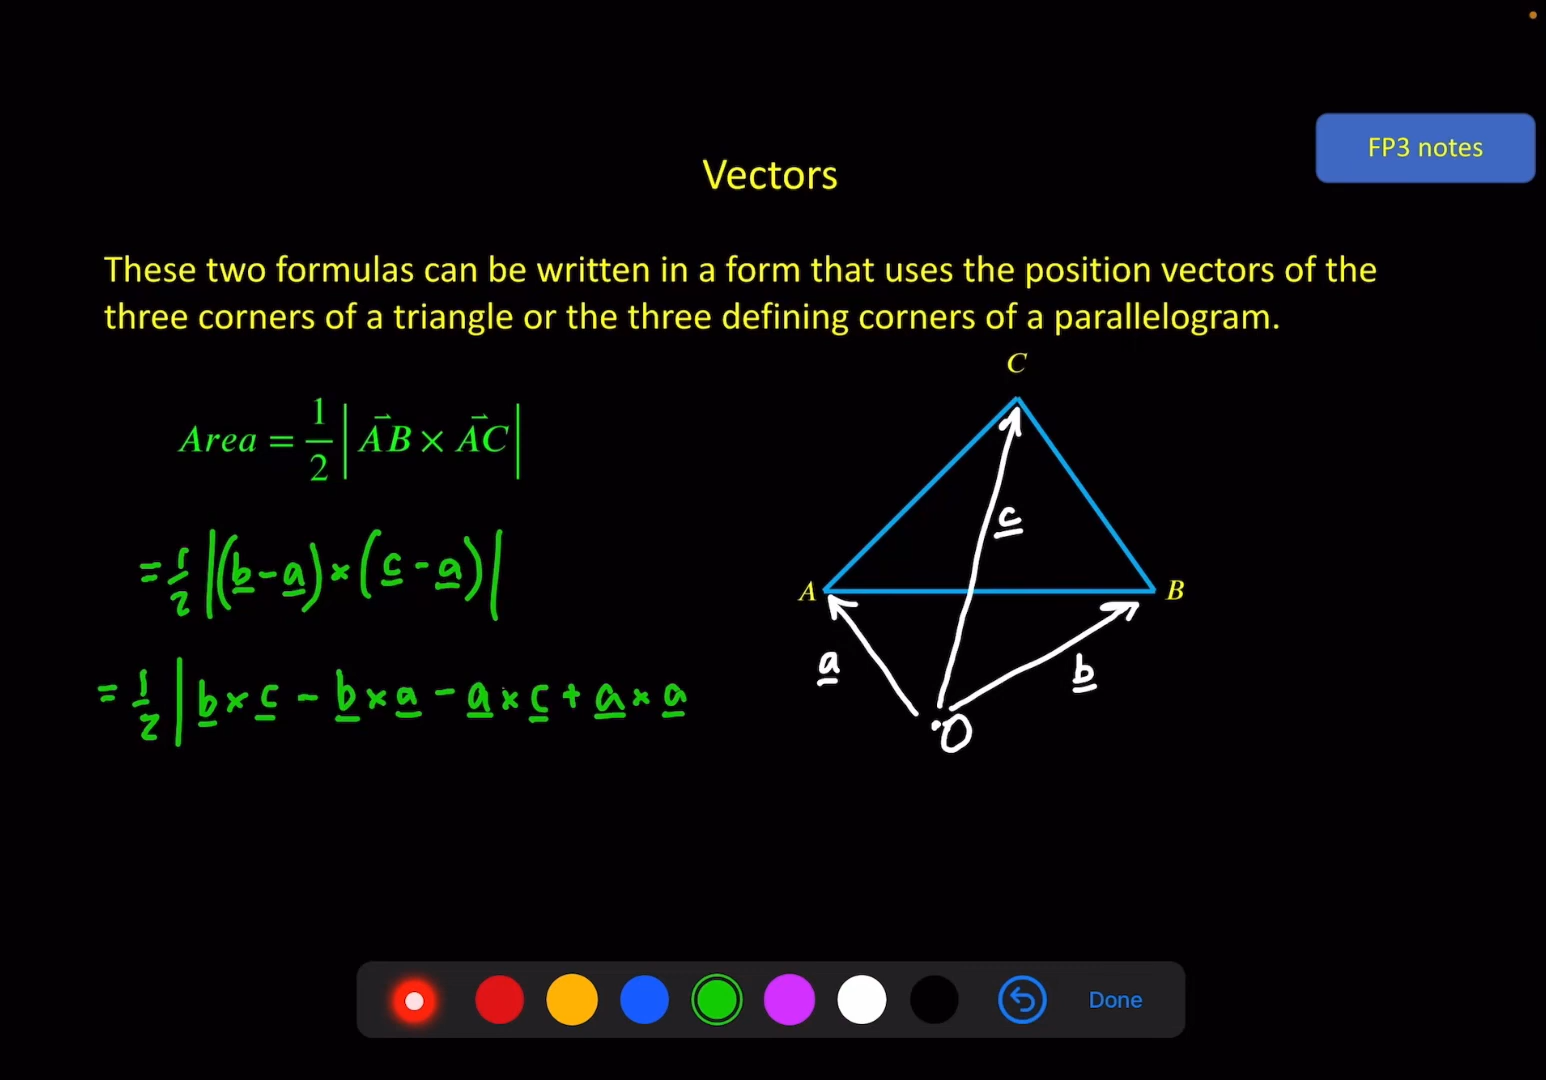 FP3 notes
Vectors
These two formulas can be written in a form that uses the position vectors of the
three corners of a triangle or the three defining corners of a parallelogram.
Area = 1/2 | AB⃗ × AC⃗ |
= 1/2 |(b - a) × (c - a)|
= 1/2 | b × c - b × a - a × c + a × a
C
c
A
B
a
b
O
Done